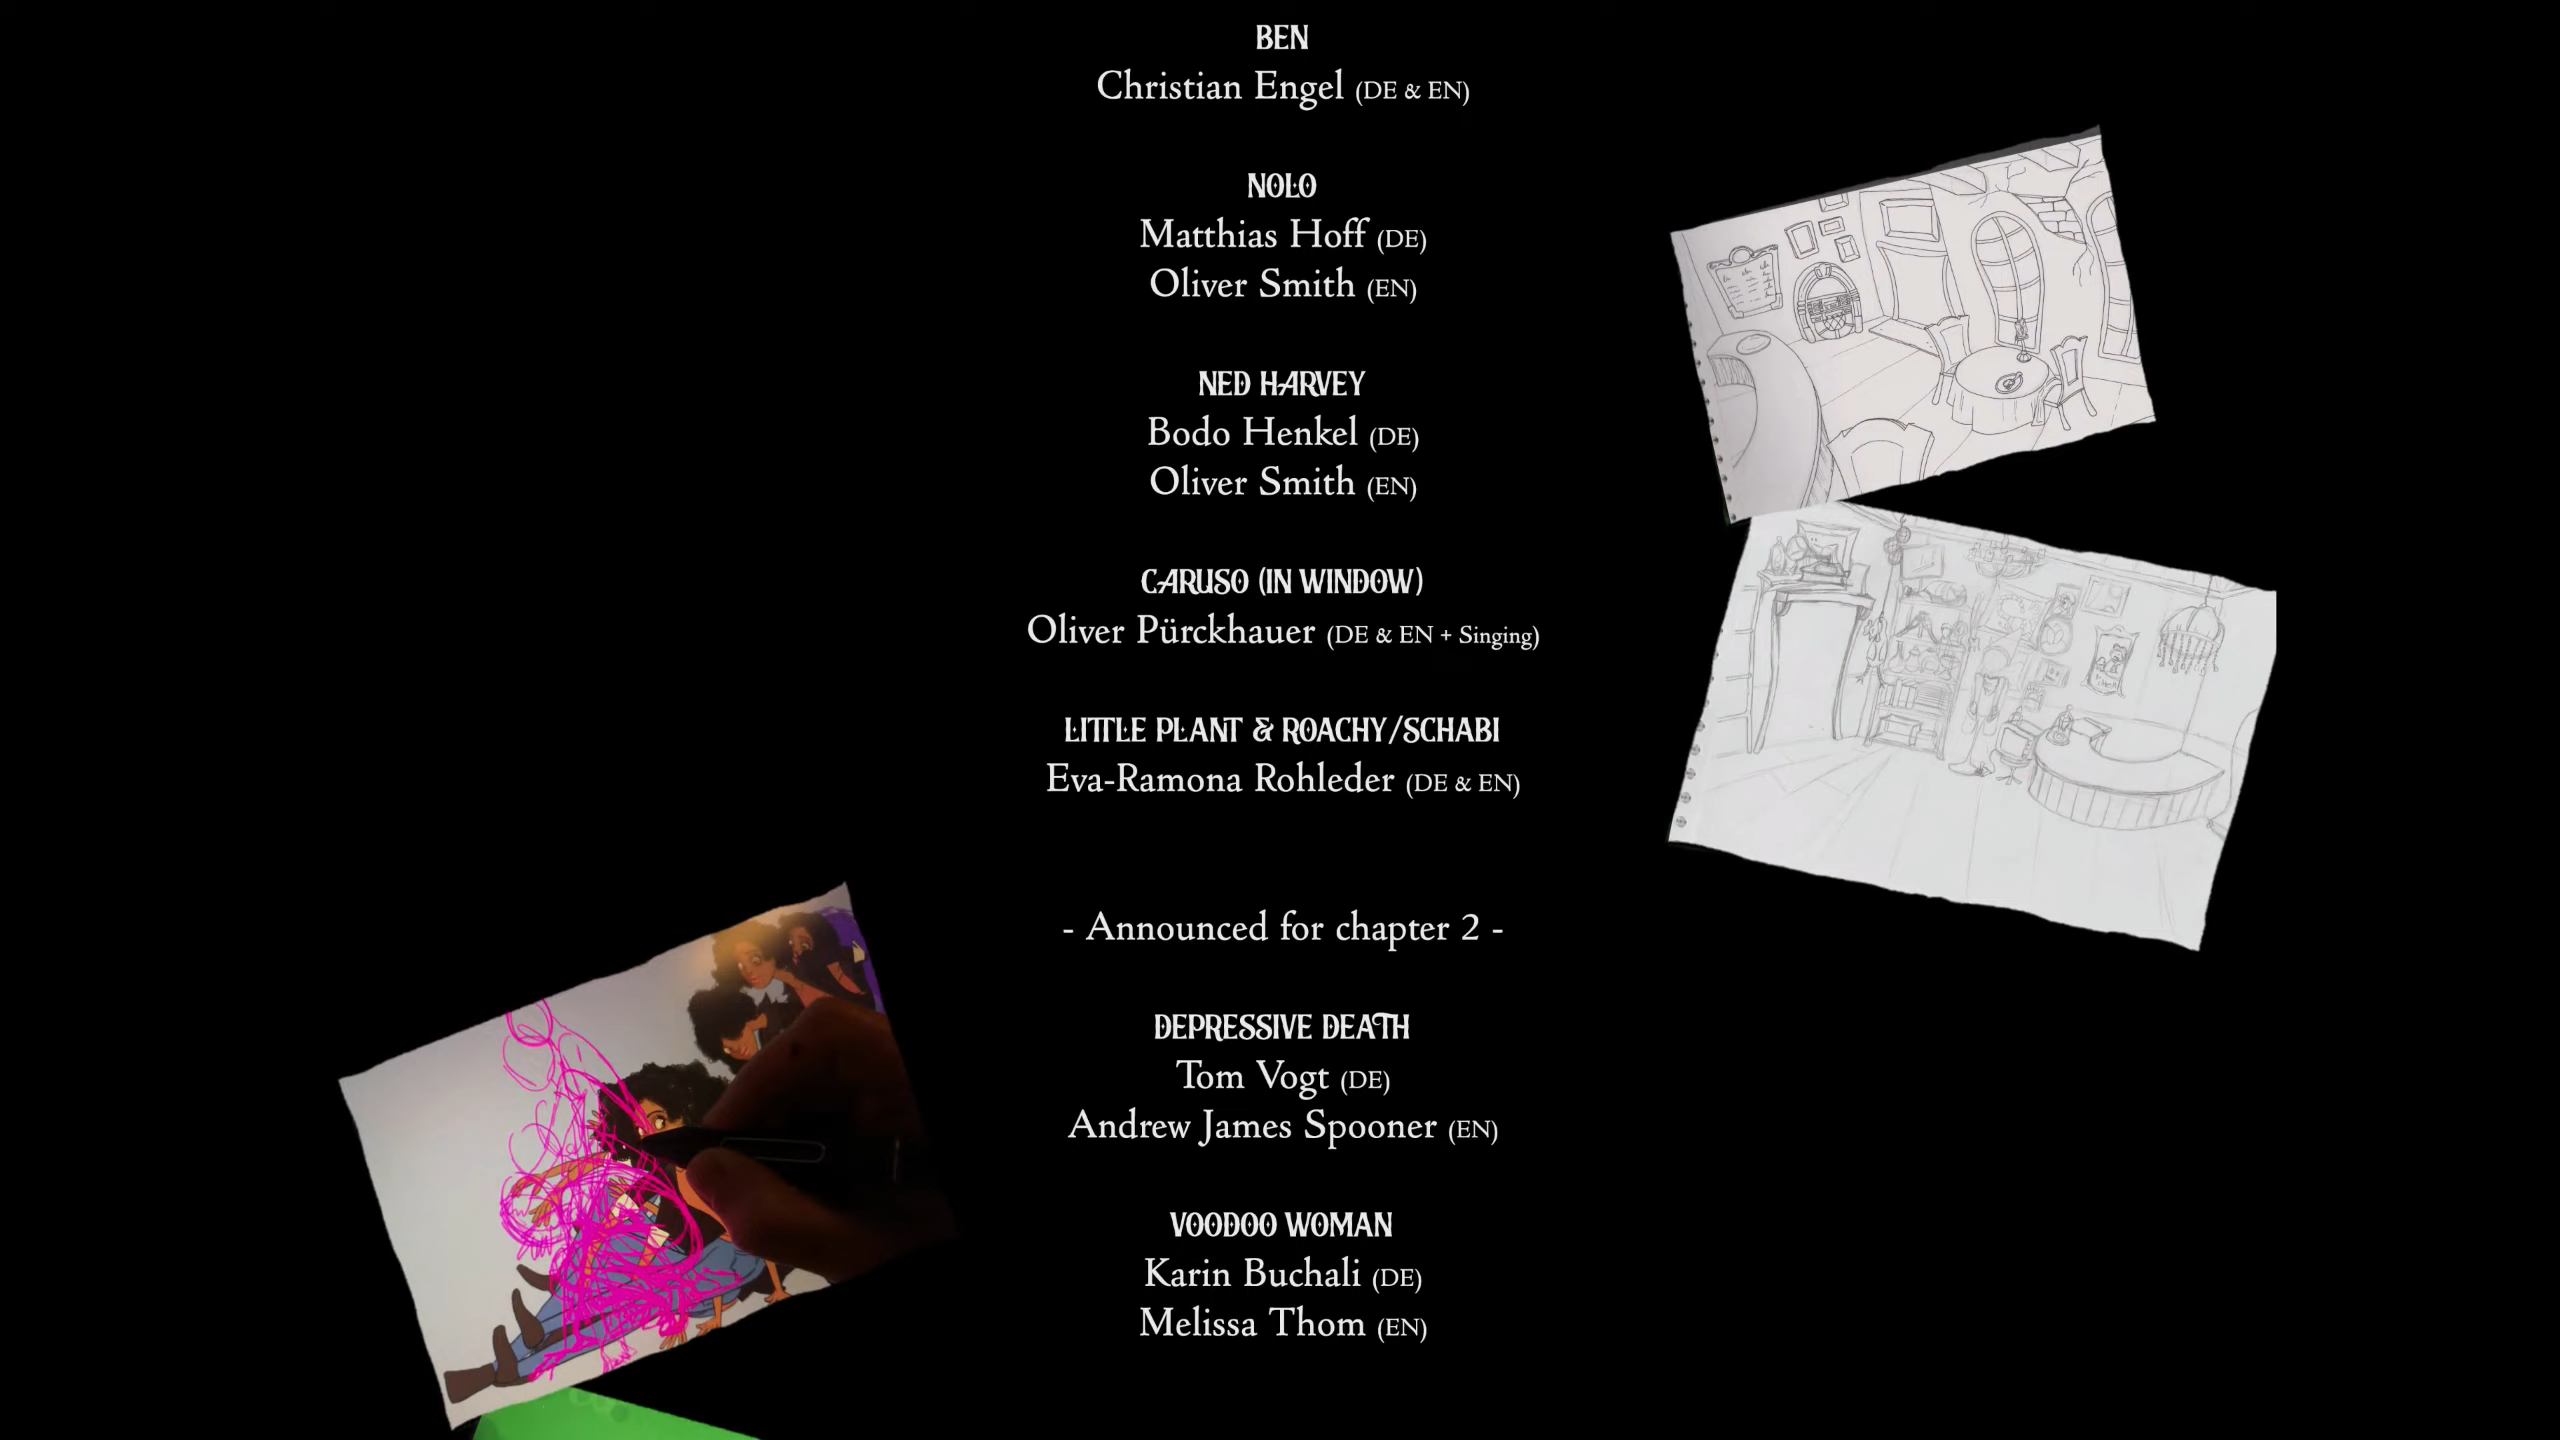 BEN
Christian Engel (DE & EN)
NOLO
Matthias Hoff (DE)
Oliver Smith (EN)
NED HARVEY
Bodo Henkel (DE)
Oliver Smith (EN)
CARUSO (IN WINDOW)
Oliver Pürckhauer (DE & EN + Singing)
LITTLE PLANT & ROACHY/SCHABI
Eva-Ramona Rohleder (DE & EN)
- Announced for chapter 2 -
DEPRESSIVE DEATH
Tom Vogt (DE)
Andrew James Spooner (EN)
VOODOO WOMAN
Karin Buchali (DE)
Melissa Thom (EN)